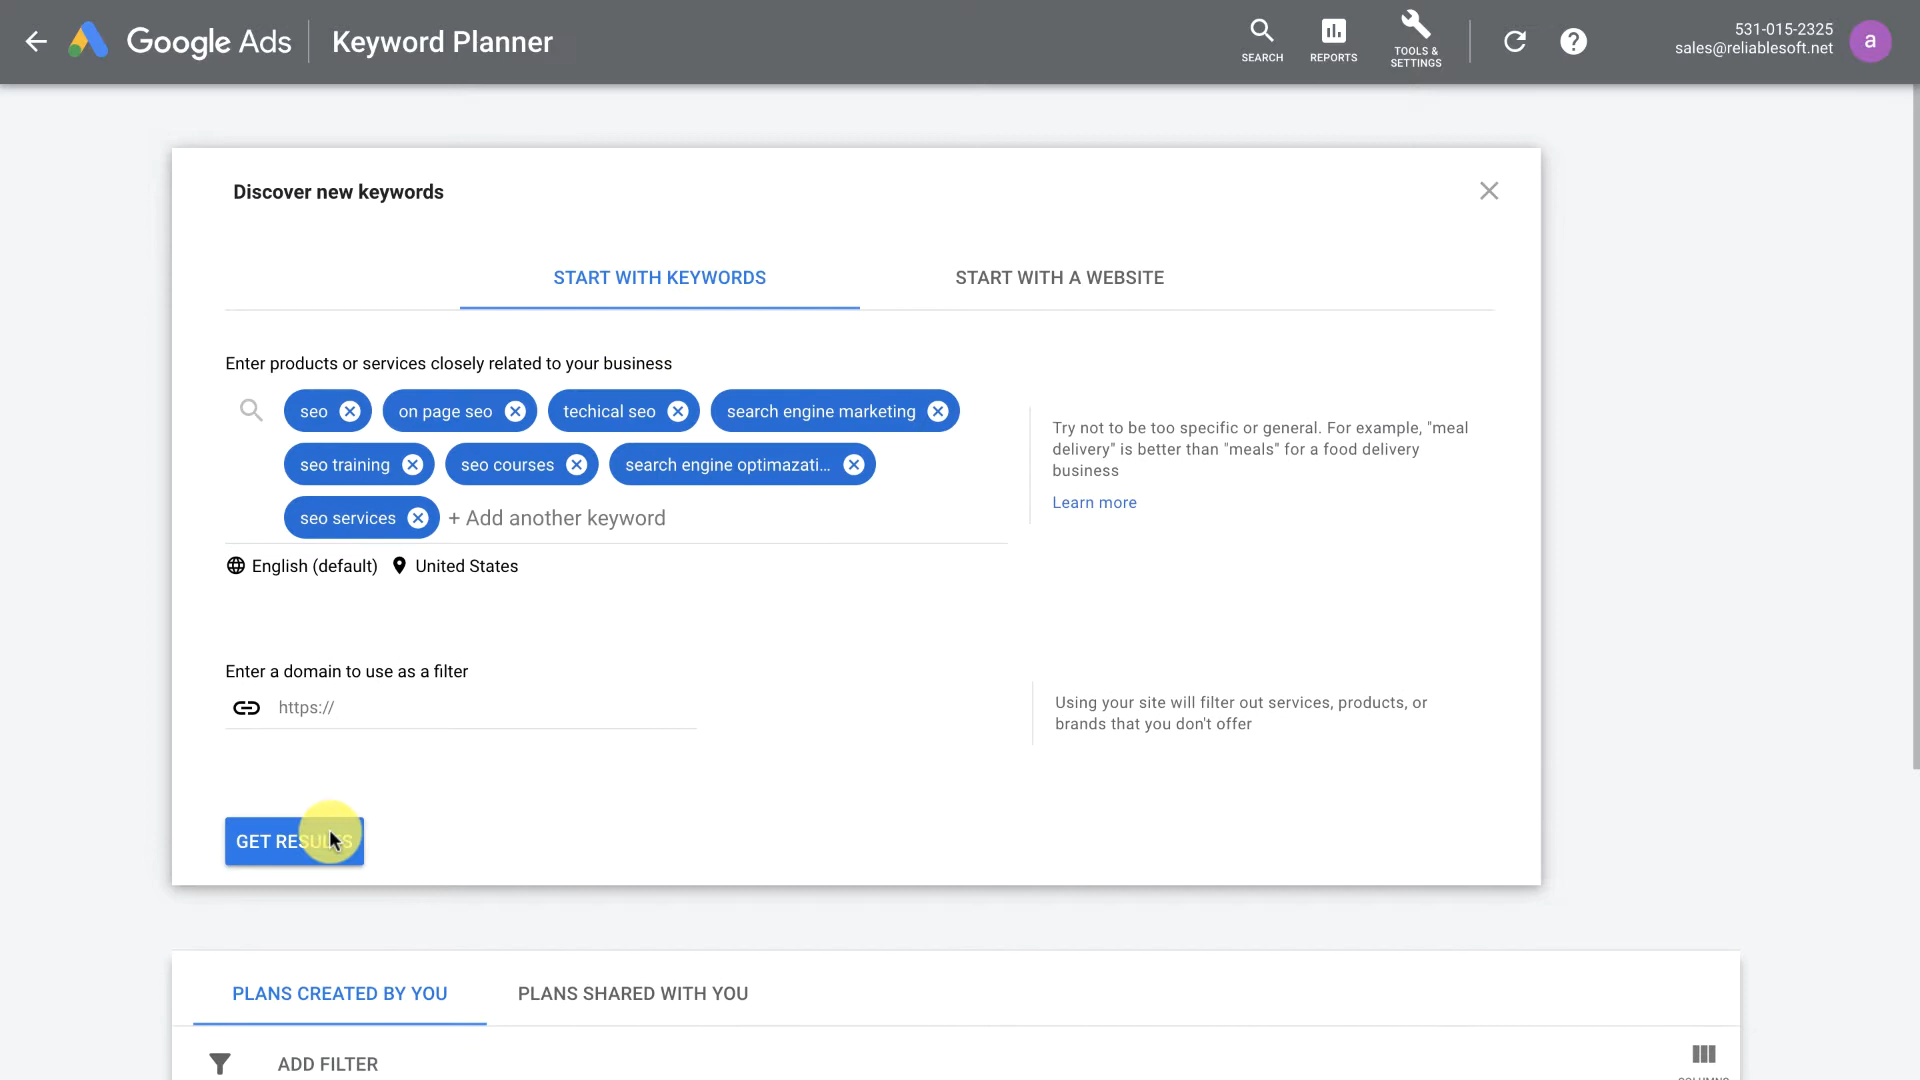 Google Ads Keyword Planner
SEARCH
REPORTS
TOOLS & SETTINGS
531-015-2325
sales@reliablesoft.net
a
Discover new keywords
START WITH KEYWORDS
START WITH A WEBSITE
Enter products or services closely related to your business
seo on page seo techical seo search engine marketing
seo training seo courses search engine optimazati...
seo services + Add another keyword
English (default) United States
Try not to be too specific or general. For example, "meal
delivery" is better than "meals" for a food delivery
business
Learn more
Enter a domain to use as a filter
https://
Using your site will filter out services, products, or
brands that you don't offer
GET RESULTS
PLANS CREATED BY YOU
PLANS SHARED WITH YOU
ADD FILTER